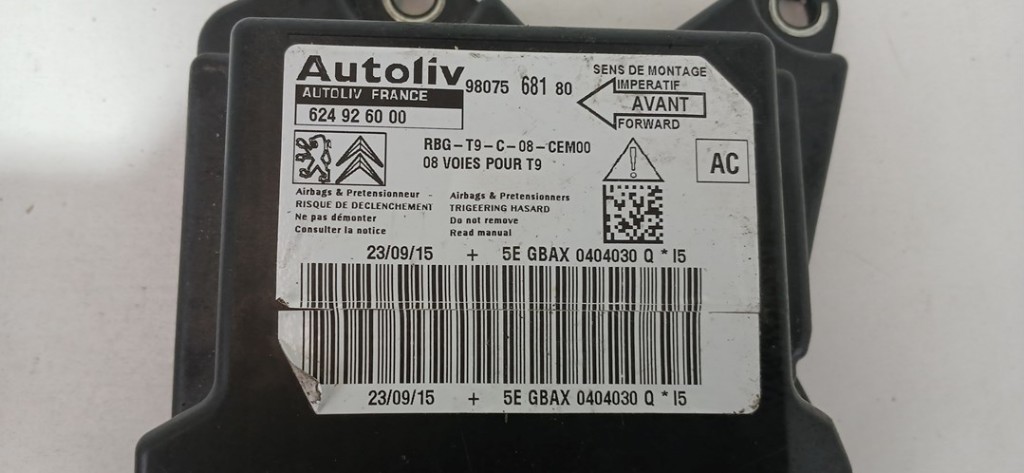 Autoliv
AUTOLIV FRANCE
624 92 60 00
98075 681 80
SENS DE MONTAGE
IMPERATIF
AVANT
FORWARD
RBG-T9-C-08-CEM00
08 VOIES POUR T9
AC
Airbags & Pretensionneur
RISQUE DE DECLENCHEMENT
Ne pas démonter
Consulter la notice
Airbags & Pretensionners
TRIGEERING HASARD
Do not remove
Read manual
23/09/15 + 5E GBAX 0404030 Q * I5
23/09/15 + 5E GBAX 0404030 Q * I5